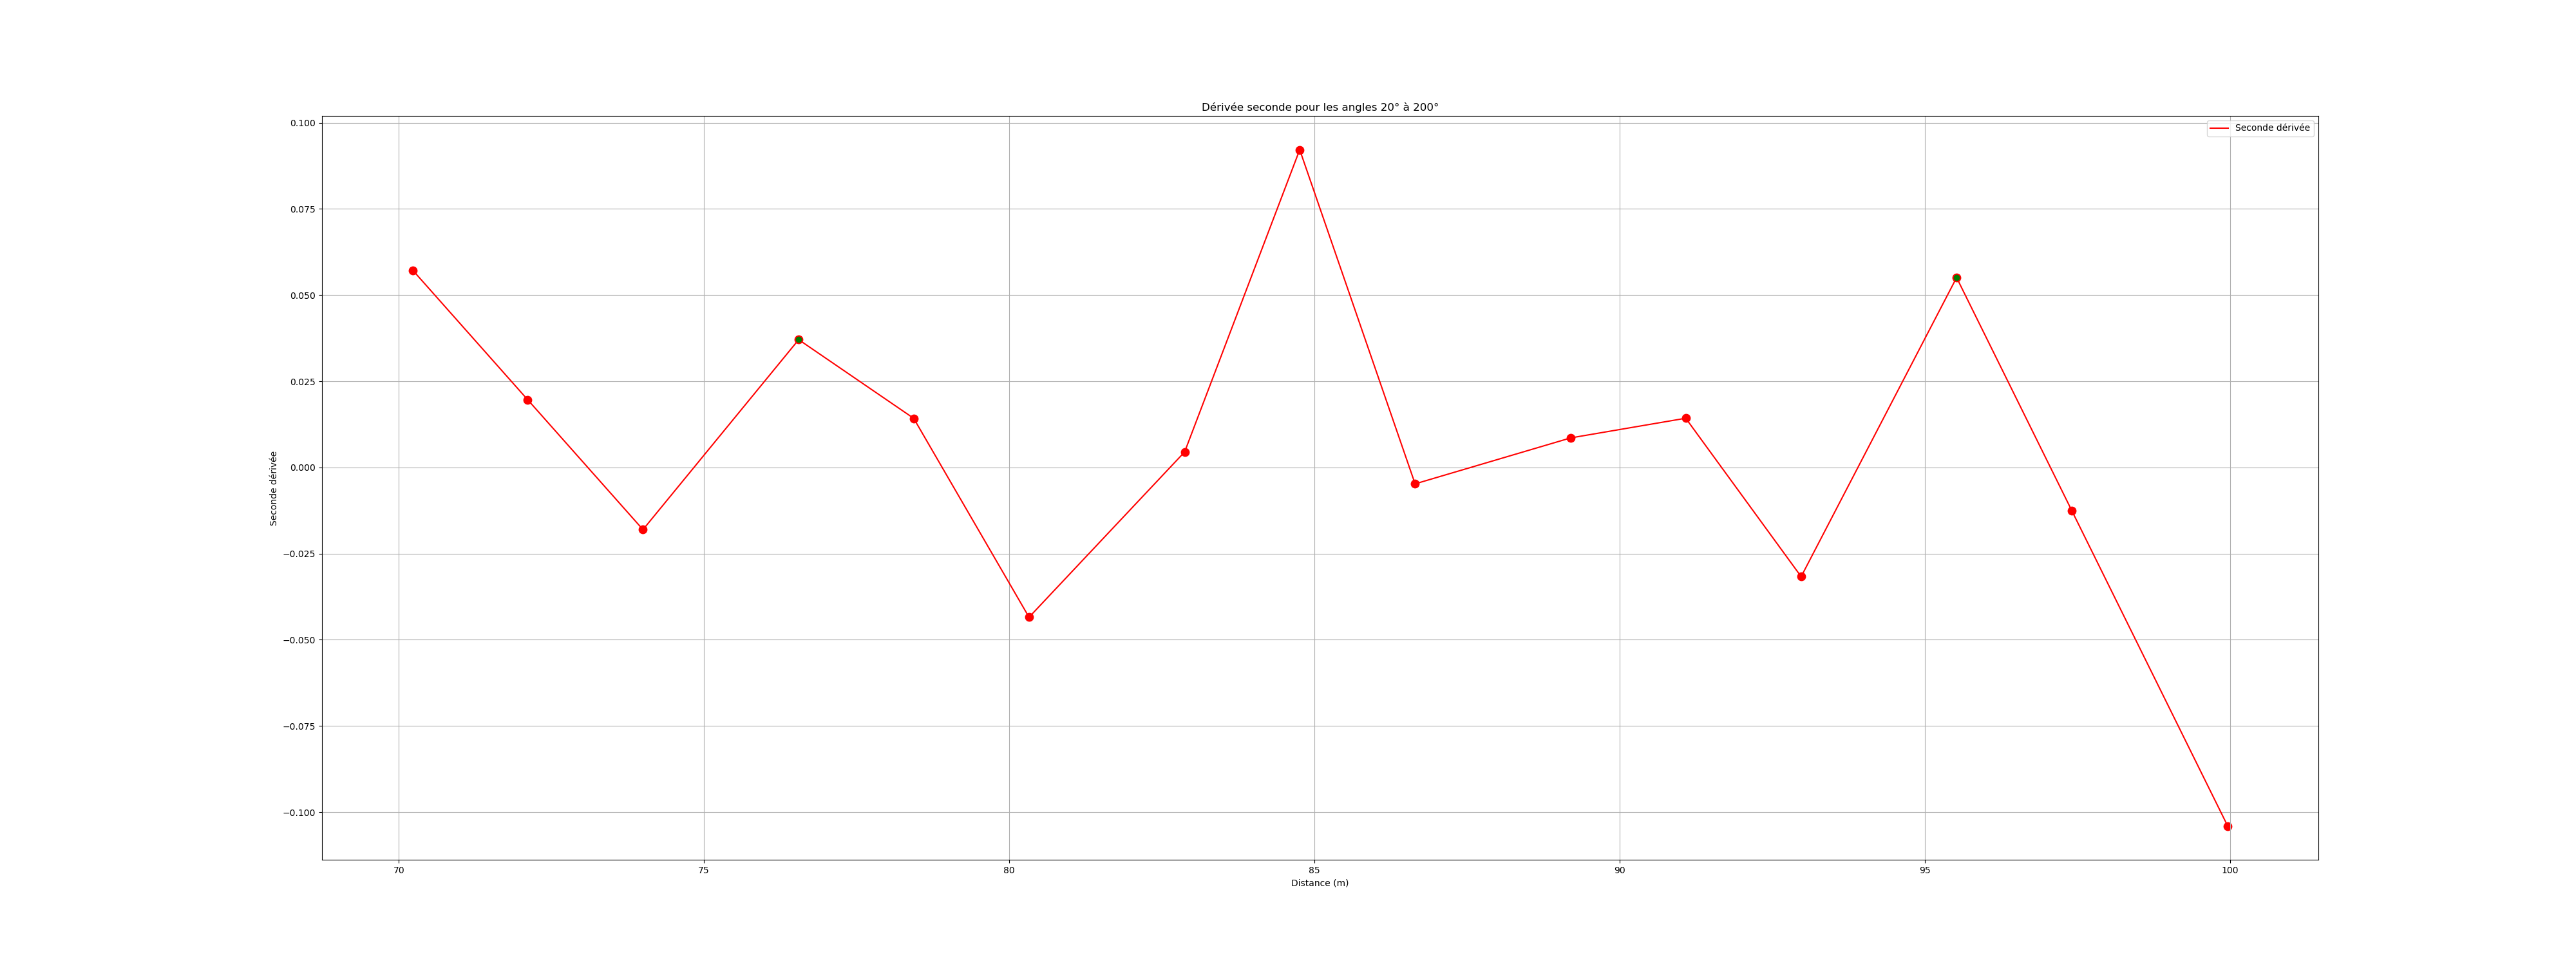 Dérivée seconde pour les angles 20° à 200°
Seconde dérivée
0.100
0.075
0.050
0.025
0.000
−0.025
−0.050
−0.075
−0.100
Seconde dérivée
70 75 80 85 90 95 100
Distance (m)